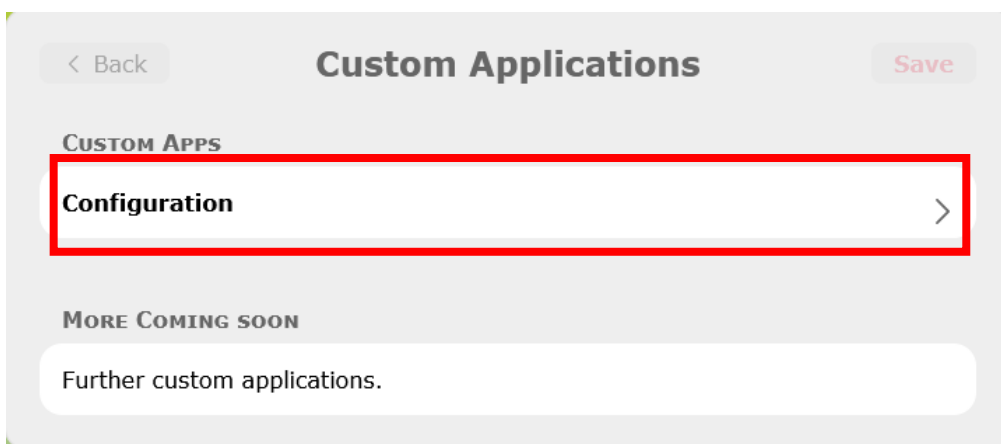 < Back Custom Applications Save
Custom Apps
Configuration
More Coming soon
Further custom applications.